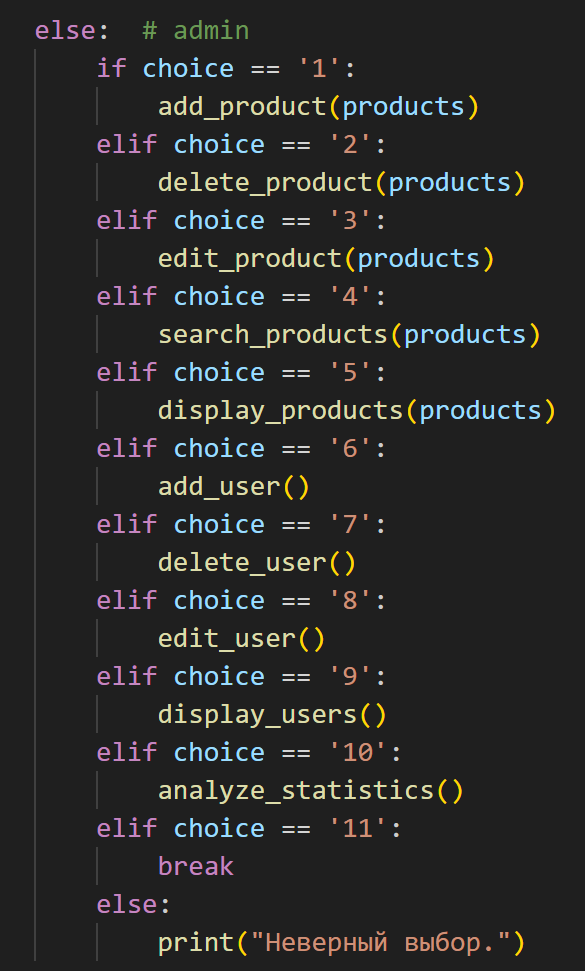 else:  # admin
    if choice == '1':
        add_product(products)
    elif choice == '2':
        delete_product(products)
    elif choice == '3':
        edit_product(products)
    elif choice == '4':
        search_products(products)
    elif choice == '5':
        display_products(products)
    elif choice == '6':
        add_user()
    elif choice == '7':
        delete_user()
    elif choice == '8':
        edit_user()
    elif choice == '9':
        display_users()
    elif choice == '10':
        analyze_statistics()
    elif choice == '11':
        break
    else:
        print("Неверный выбор.")